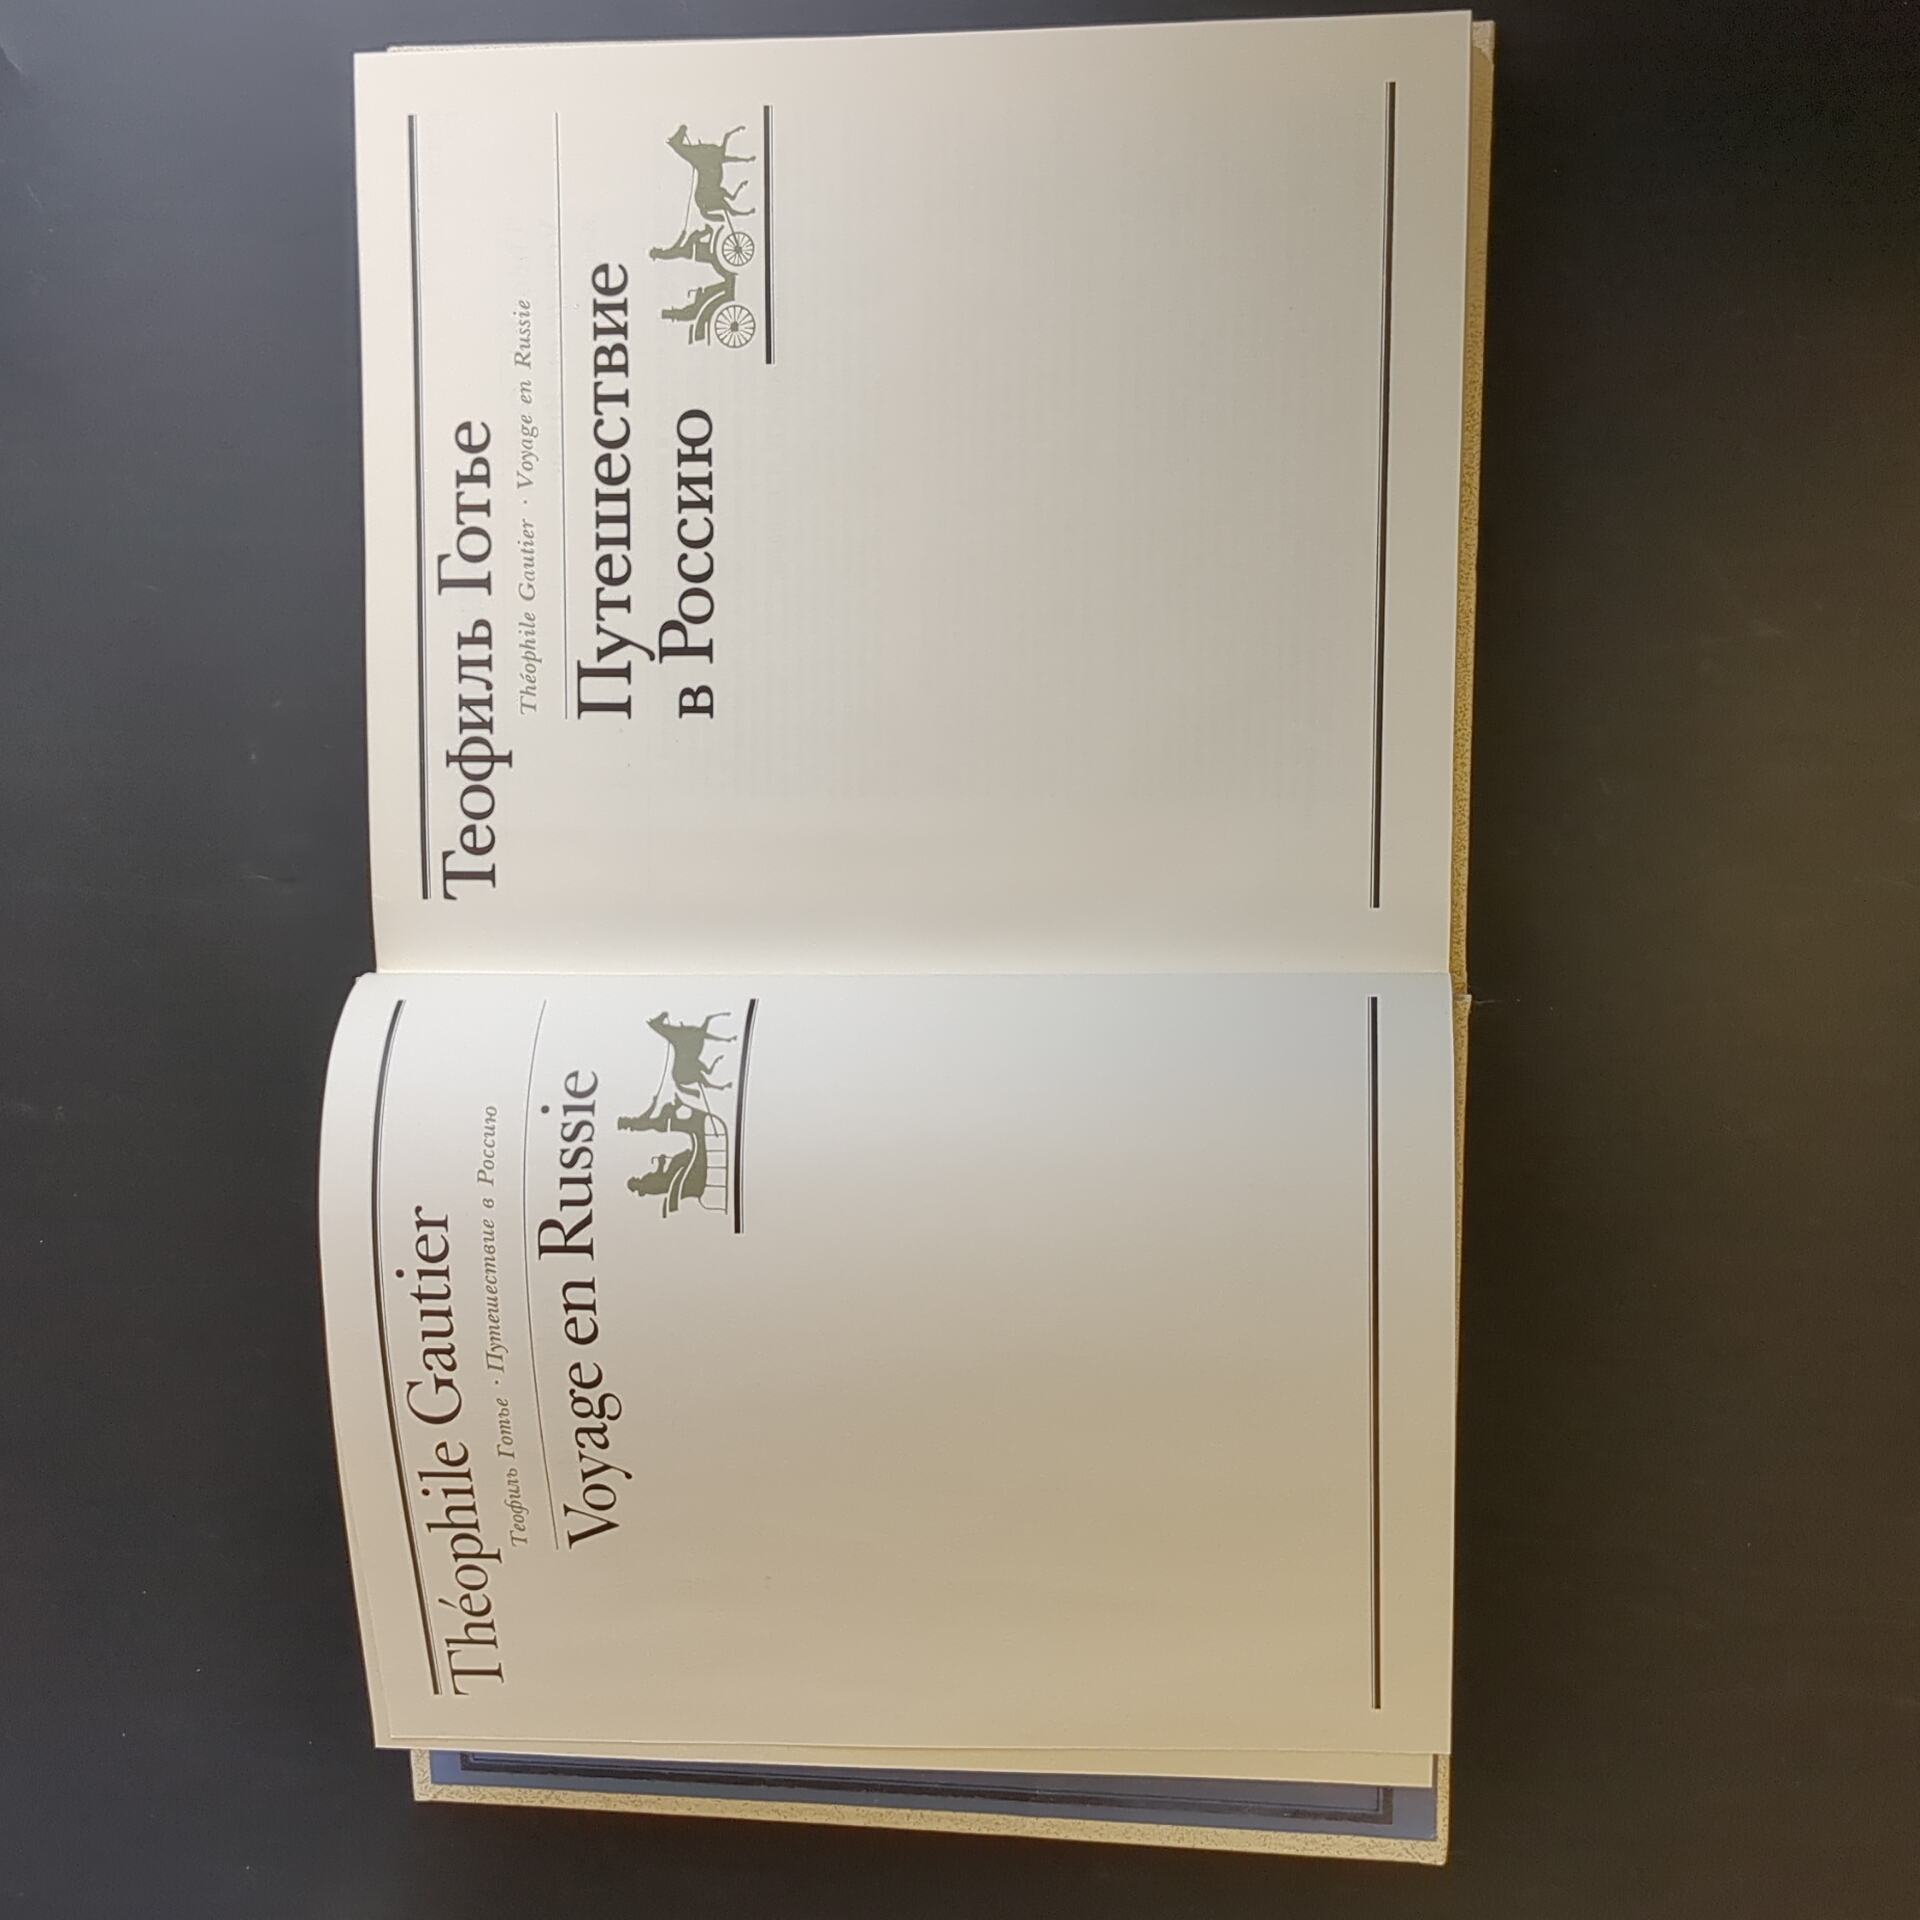 Théophile Gautier
Теофиль Готье · Путешествие в Россию
Voyage en Russie
Теофиль Готье
Théophile Gautier · Voyage en Russie
Путешествие
в Россию